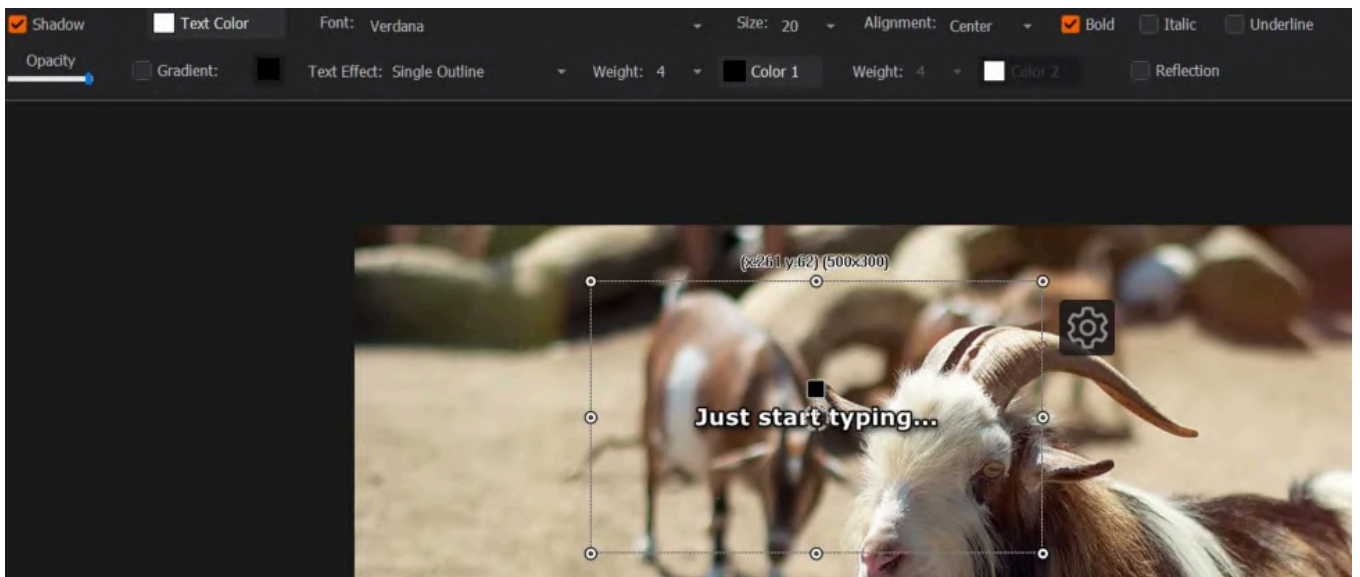 Shadow Text Color Font: Verdana Size: 20 Alignment: Center Bold Italic Underline
Opacity Gradient: Text Effect: Single Outline Weight: 4 Color 1 Weight: 4 Color 2 Reflection
(x:261 y:62) (500x300)
Just start typing...